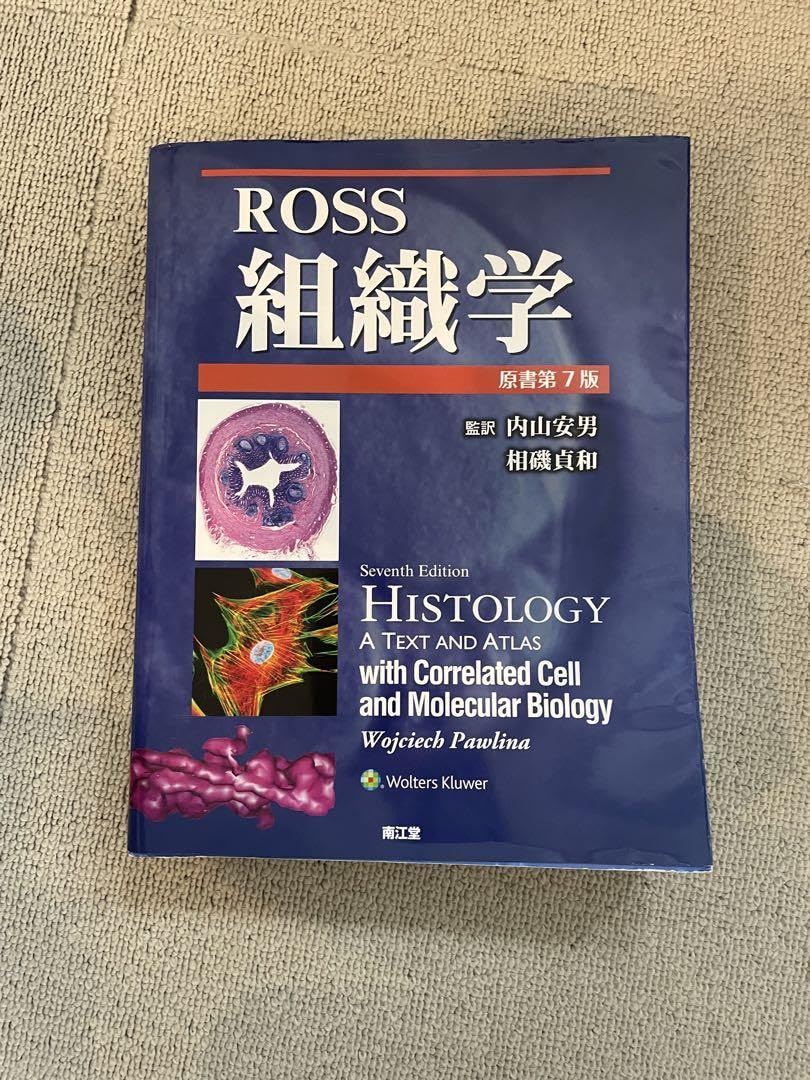 ROSS
組織学
原書第7版
監訳 内山安男
相磯貞和
Seventh Edition
HISTOLOGY
A TEXT AND ATLAS
with Correlated Cell
and Molecular Biology
Wojciech Pawlina
Wolters Kluwer
南江堂